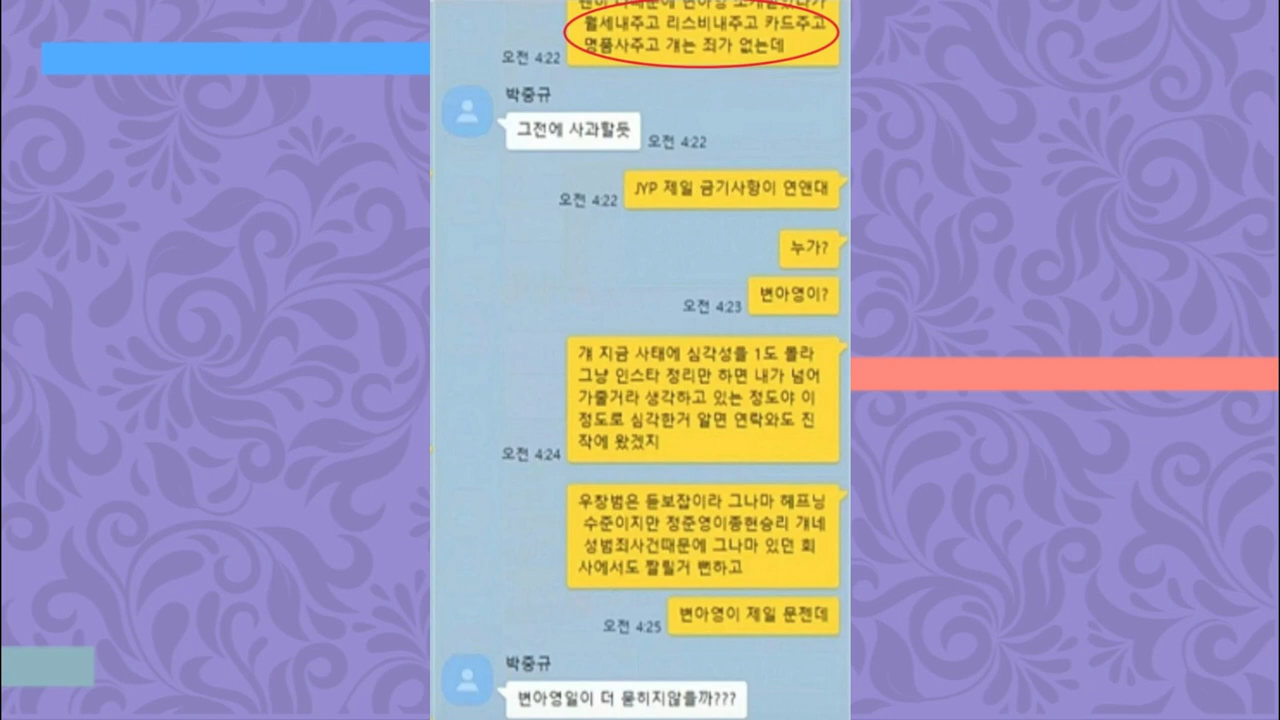 월세내주고 리스비내주고 카드주고
명품사주고 걔는 죄가 없는데
오전 4:22
박중규
그전에 사과할듯
오전 4:22
JYP 제일 금기사항이 연앤대
오전 4:22
누가?
변아영이?
오전 4:23
걔 지금 사태에 심각성을 1도 몰라
그냥 인스타 정리만 하면 내가 넘어
가줄거라 생각하고 있는 정도야 이
정도로 심각한거 알면 연락와도 진
작에 왔겠지
오전 4:24
우창범은 듣보잡이라 그나마 헤프닝
수준이지만 정준영이종현승리 걔네
성범죄사건때문에 그나마 있던 회
사에서도 짤릴거 뻔하고
변아영이 제일 문젠데
오전 4:25
박중규
변아영일이 더 묻히지않을까???